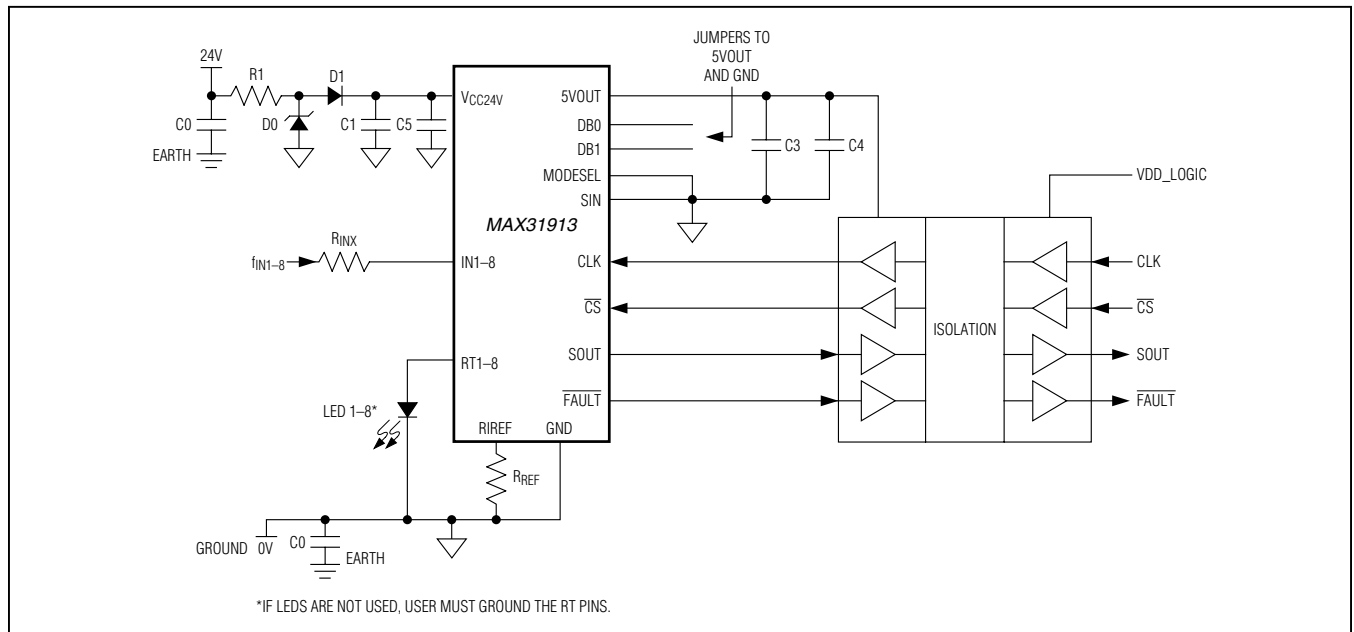 JUMPERS TO
5VOUT
AND GND
24V
R1
D1
VCC24V
5VOUT
C0
D0
C1
C5
DB0
DB1
C3
C4
EARTH
MODESEL
SIN
VDD_LOGIC
MAX31913
RINX
fIN1–8
IN1–8
CLK
CLK
CS
CS
ISOLATION
RT1–8
SOUT
SOUT
LED 1–8*
FAULT
FAULT
RIREF
GND
RREF
GROUND
0V
C0
EARTH
*IF LEDS ARE NOT USED, USER MUST GROUND THE RT PINS.